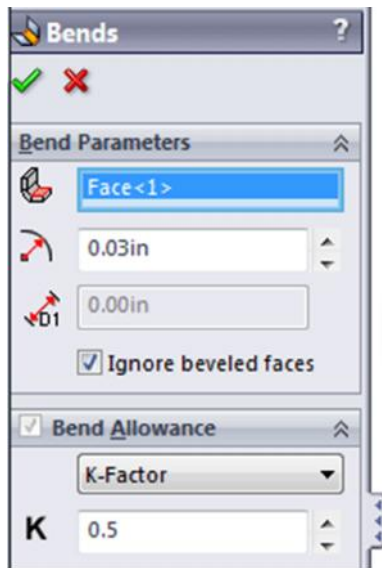 Bends ?
Bend Parameters
Face<1>
0.03in
D1 0.00in
Ignore beveled faces
Bend Allowance
K-Factor
K 0.5